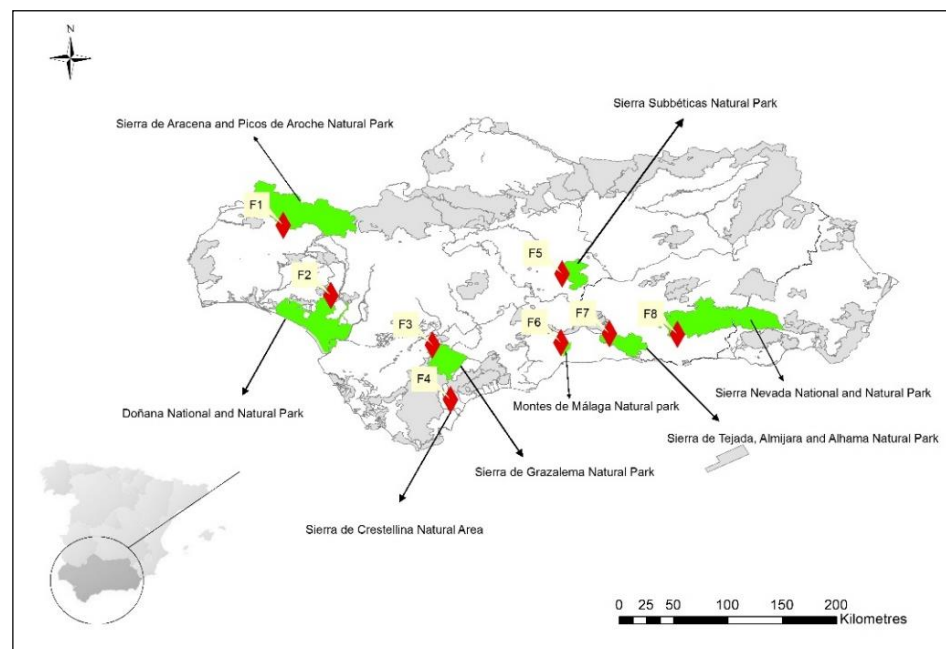 N
Sierra Subbéticas Natural Park
Sierra de Aracena and Picos de Aroche Natural Park
F1
F2
F5
F3
F6
F7
F8
F4
Doñana National and Natural Park
Montes de Málaga Natural park
Sierra Nevada National and Natural Park
Sierra de Tejada, Almijara and Alhama Natural Park
Sierra de Grazalema Natural Park
Sierra de Crestellina Natural Area
0 25 50 100 150 200
Kilometres